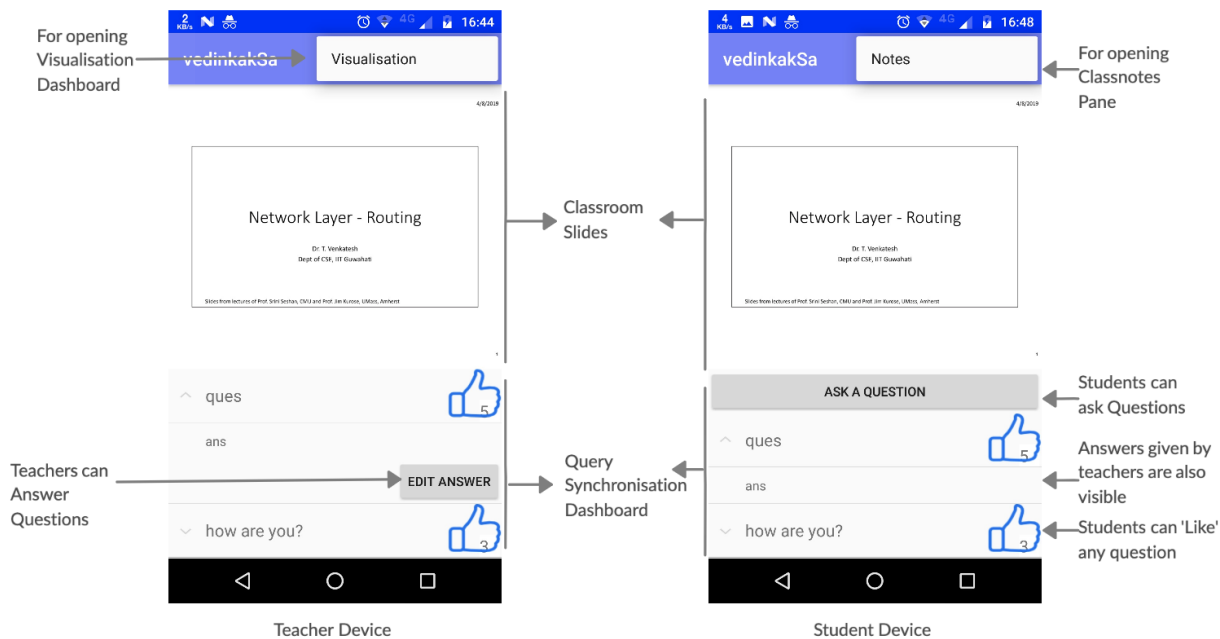 For opening
Visualisation
Dashboard
2
KB/s
4G
16:44
vedinkakSa
Visualisation
4/8/2019
Network Layer - Routing
Dr. T. Venkatesh
Dept of CSE, IIT Guwahati
Slides from lectures of Prof. Srini Seshan, CMU and Prof. Jim Kurose, UMass, Amherst
1
ques
5
ans
EDIT ANSWER
how are you?
3
Teachers can
Answer
Questions
Teacher Device
Classroom
Slides
Query
Synchronisation
Dashboard
4
KB/s
4G
16:48
vedinkakSa
Notes
4/8/2019
Network Layer - Routing
Dr. T. Venkatesh
Dept of CSE, IIT Guwahati
Slides from lectures of Prof. Srini Seshan, CMU and Prof. Jim Kurose, UMass, Amherst
1
ASK A QUESTION
ques
5
ans
how are you?
3
Student Device
For opening
Classnotes
Pane
Students can
ask Questions
Answers given by
teachers are also
visible
Students can 'Like'
any question